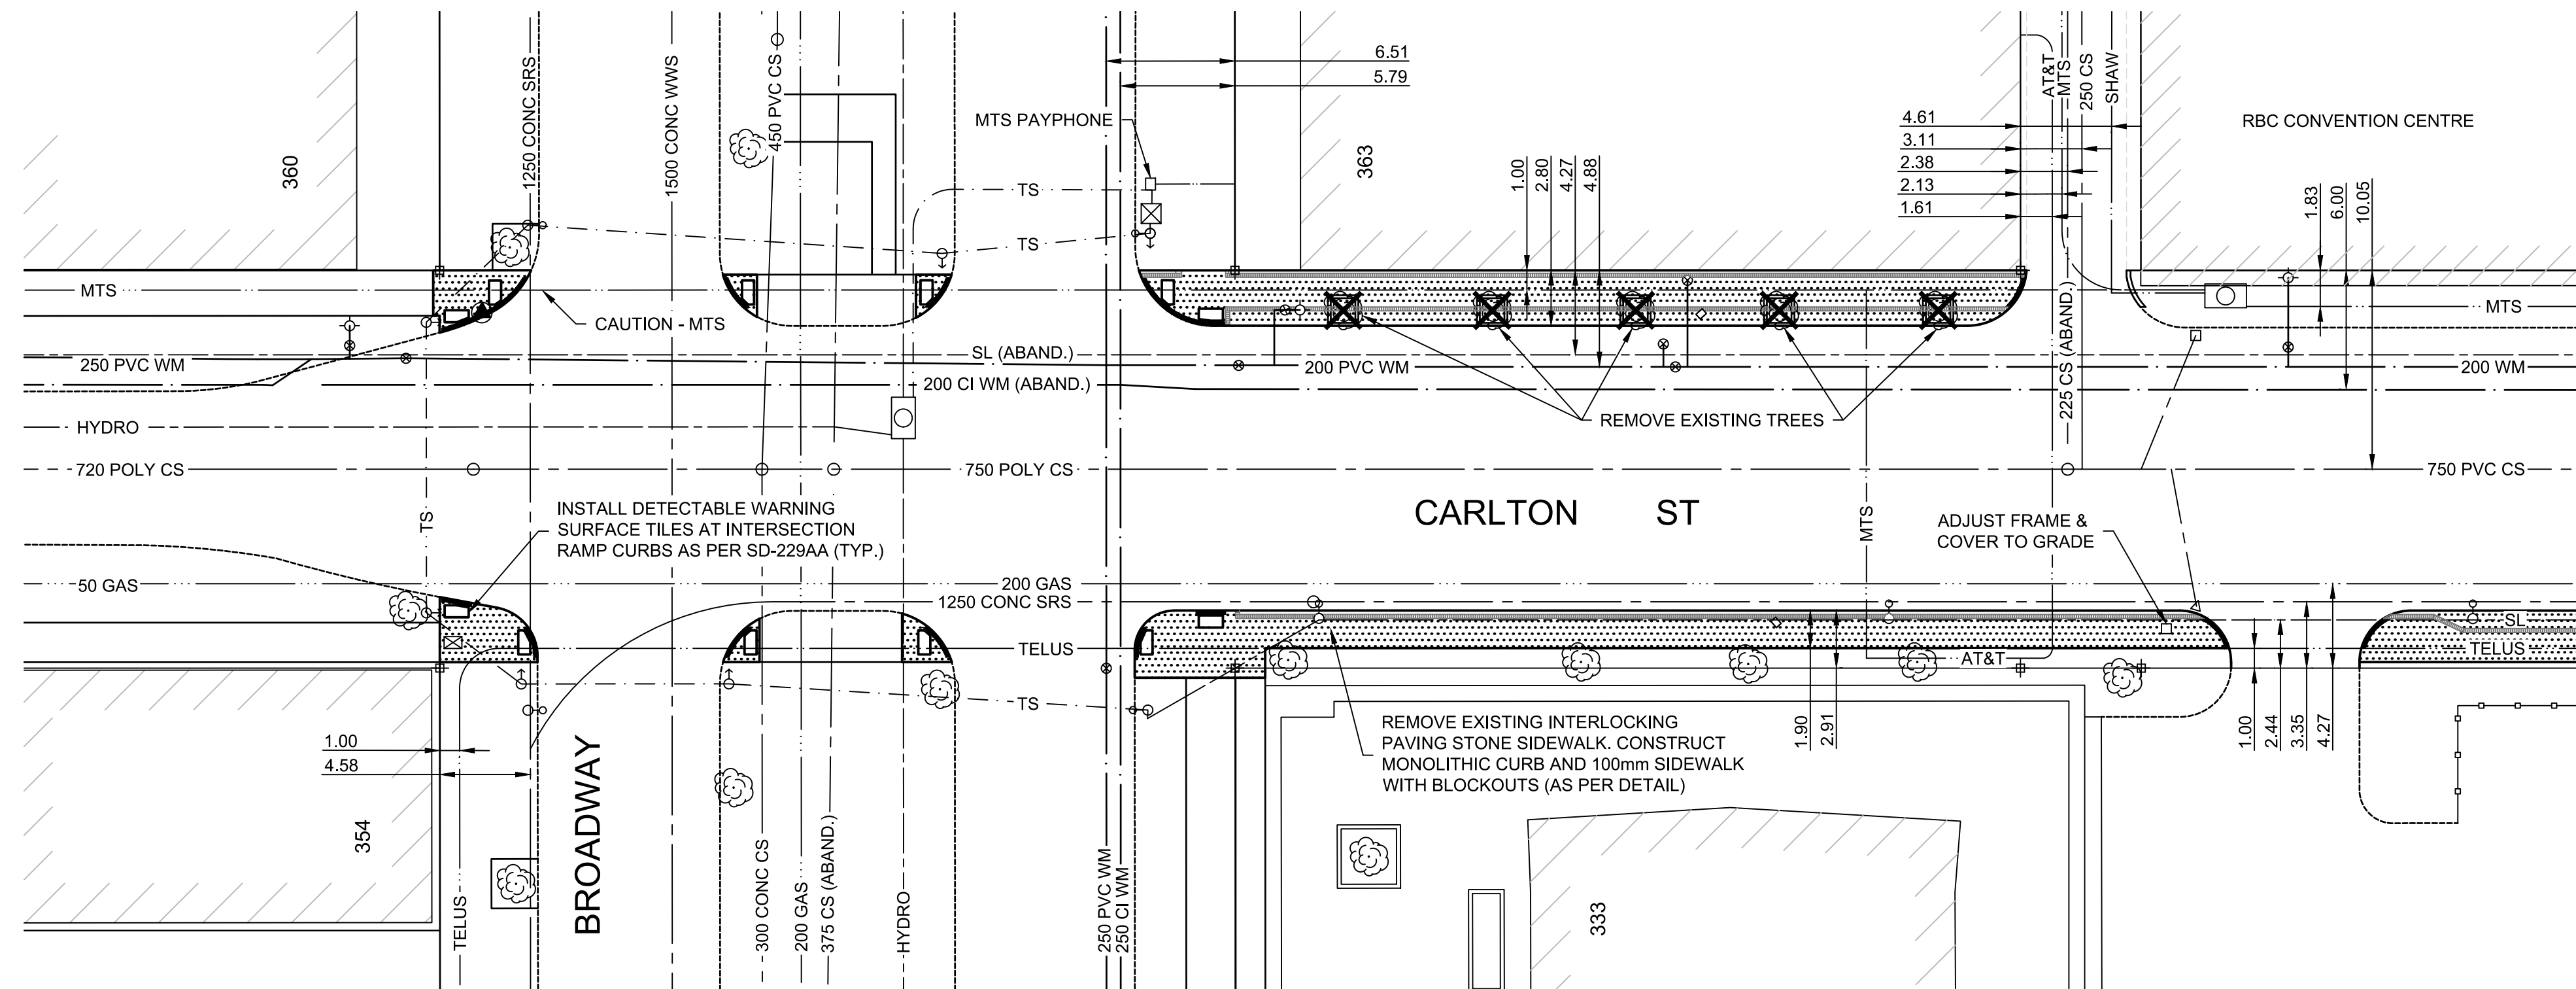 360
1250 CONC SRS
1500 CONC WWS
450 PVC CS
6.51
5.79
MTS PAYPHONE
363
1.00
2.80
4.27
4.88
4.61
3.11
2.38
2.13
1.61
AT&T
MTS
250 CS
SHAW
RBC CONVENTION CENTRE
1.83
6.00
10.05
TS
TS
MTS
CAUTION - MTS
MTS
SL (ABAND.)
250 PVC WM
200 PVC WM
200 WM
200 CI WM (ABAND.)
225 CS (ABAND.)
REMOVE EXISTING TREES
HYDRO
720 POLY CS
750 POLY CS
750 PVC CS
TS
INSTALL DETECTABLE WARNING
SURFACE TILES AT INTERSECTION
RAMP CURBS AS PER SD-229AA (TYP.)
CARLTON ST
MTS
ADJUST FRAME &
COVER TO GRADE
50 GAS
200 GAS
1250 CONC SRS
SL
TELUS
TELUS
AT&T
TS
REMOVE EXISTING INTERLOCKING
PAVING STONE SIDEWALK. CONSTRUCT
MONOLITHIC CURB AND 100mm SIDEWALK
WITH BLOCKOUTS (AS PER DETAIL)
1.90
2.91
1.00
2.44
3.35
4.27
1.00
4.58
354
BROADWAY
TELUS
300 CONC CS
200 GAS
375 CS (ABAND.)
HYDRO
250 PVC WM
250 CI WM
333